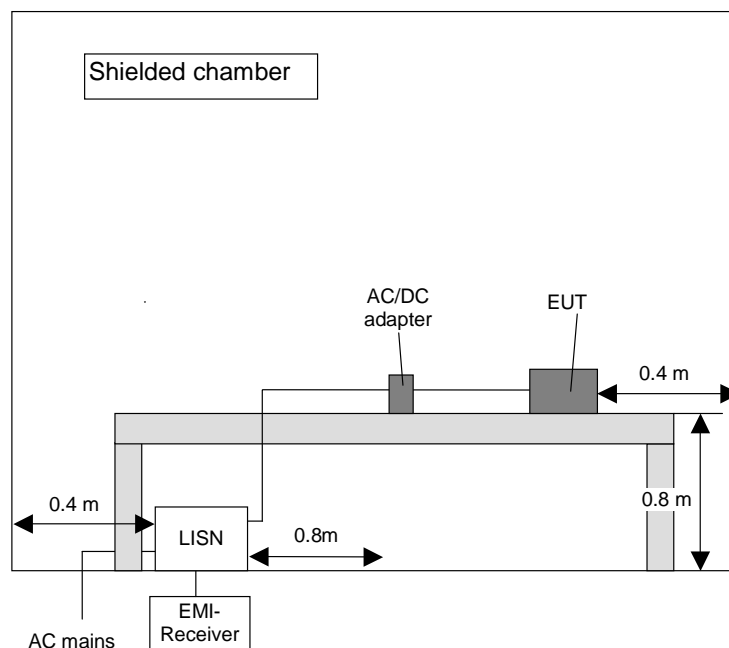 Shielded chamber
AC/DC
adapter
EUT
0.4 m
0.4 m
0.8 m
LISN
0.8m
EMI-
Receiver
AC mains